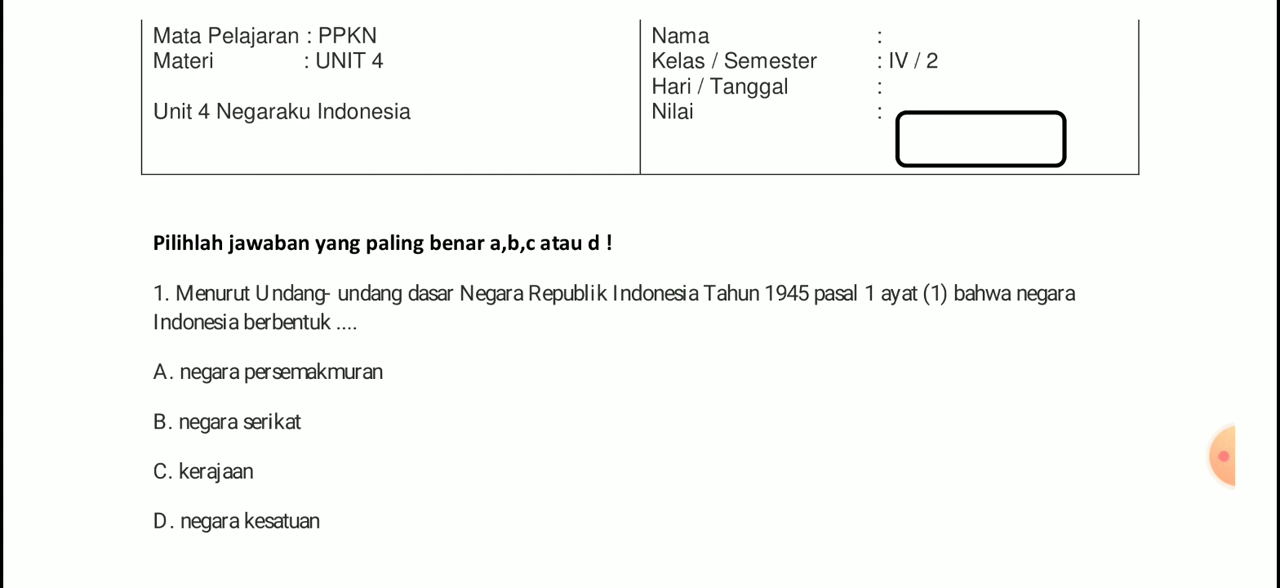 Mata Pelajaran : PPKN
Materi : UNIT 4
Unit 4 Negaraku Indonesia
Nama :
Kelas / Semester : IV / 2
Hari / Tanggal :
Nilai :
Pilihlah jawaban yang paling benar a,b,c atau d !
1. Menurut Undang- undang dasar Negara Republik Indonesia Tahun 1945 pasal 1 ayat (1) bahwa negara
Indonesia berbentuk ....
A. negara persemakmuran
B. negara serikat
C. kerajaan
D. negara kesatuan